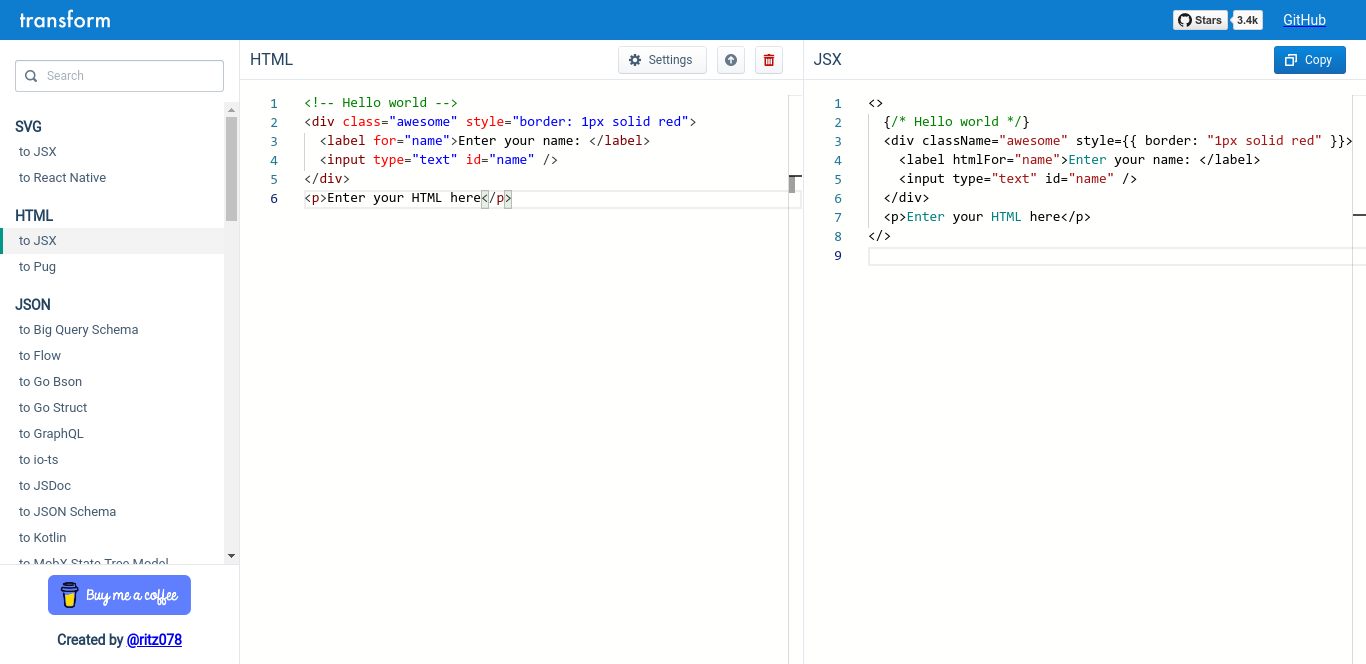 transform
Stars 3.4k GitHub
Search
SVG
to JSX
to React Native
HTML
to JSX
to Pug
JSON
to Big Query Schema
to Flow
to Go Bson
to Go Struct
to GraphQL
to io-ts
to JSDoc
to JSON Schema
to Kotlin
to MobX State Tree Model
Buy me a coffee
Created by @ritz078
HTML
Settings
1 <!-- Hello world -->
2 <div class="awesome" style="border: 1px solid red">
3 <label for="name">Enter your name: </label>
4 <input type="text" id="name" />
5 </div>
6 <p>Enter your HTML here</p>
JSX
Copy
1 <>
2 {/* Hello world */}
3 <div className="awesome" style={{ border: "1px solid red" }}>
4 <label htmlFor="name">Enter your name: </label>
5 <input type="text" id="name" />
6 </div>
7 <p>Enter your HTML here</p>
8 </>
9